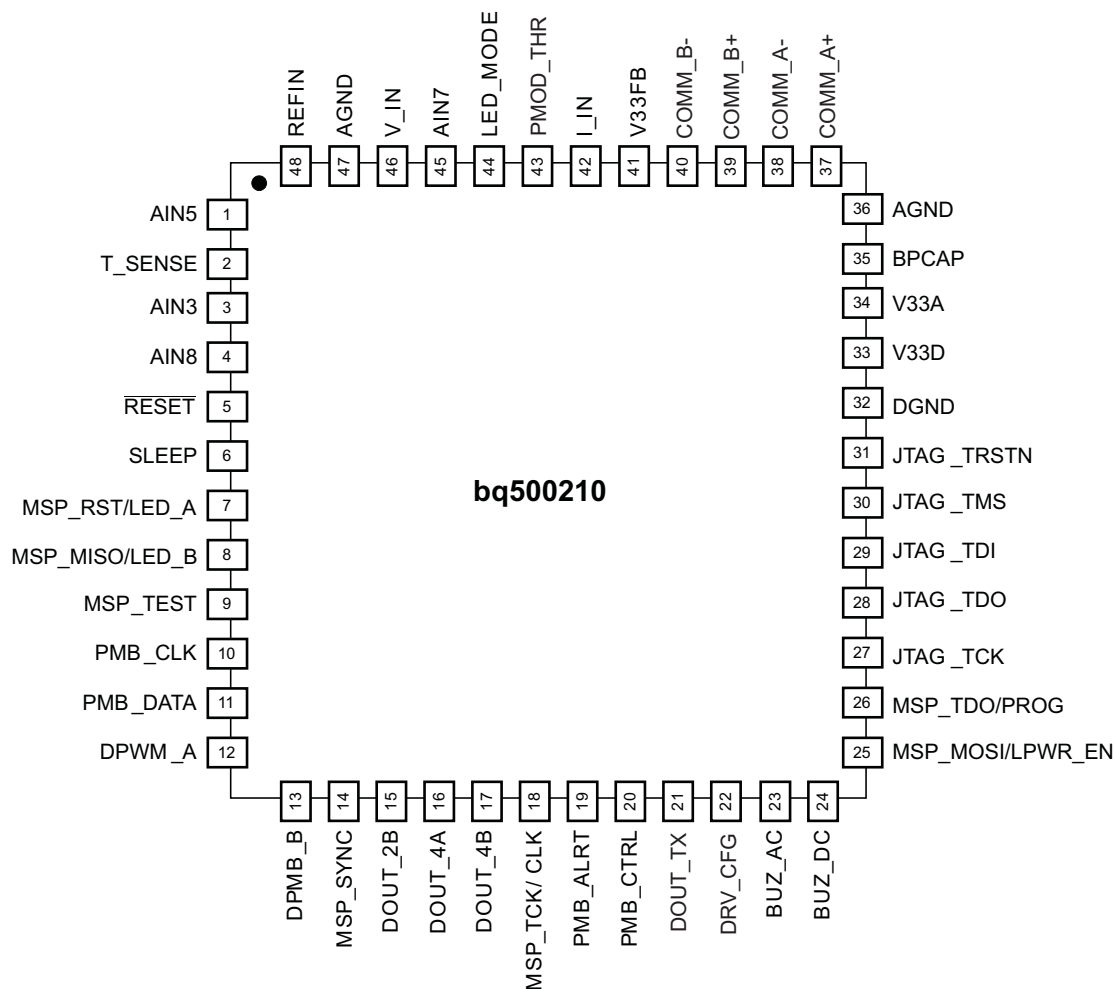 REFIN
AGND
V_IN
AIN7
LED_MODE
PMOD_THR
I_IN
V33FB
COMM_B-
COMM_B+
COMM_A-
COMM_A+
48
47
46
45
44
43
42
41
40
39
38
37
AIN5 1
T_SENSE 2
AIN3 3
AIN8 4
RESET 5
SLEEP 6
MSP_RST/LED_A 7
MSP_MISO/LED_B 8
MSP_TEST 9
PMB_CLK 10
PMB_DATA 11
DPWM_A 12
bq500210
36 AGND
35 BPCAP
34 V33A
33 V33D
32 DGND
31 JTAG_TRSTN
30 JTAG_TMS
29 JTAG_TDI
28 JTAG_TDO
27 JTAG_TCK
26 MSP_TDO/PROG
25 MSP_MOSI/LPWR_EN
13
14
15
16
17
18
19
20
21
22
23
24
DPMB_B
MSP_SYNC
DOUT_2B
DOUT_4A
DOUT_4B
MSP_TCK/ CLK
PMB_ALRT
PMB_CTRL
DOUT_TX
DRV_CFG
BUZ_AC
BUZ_DC